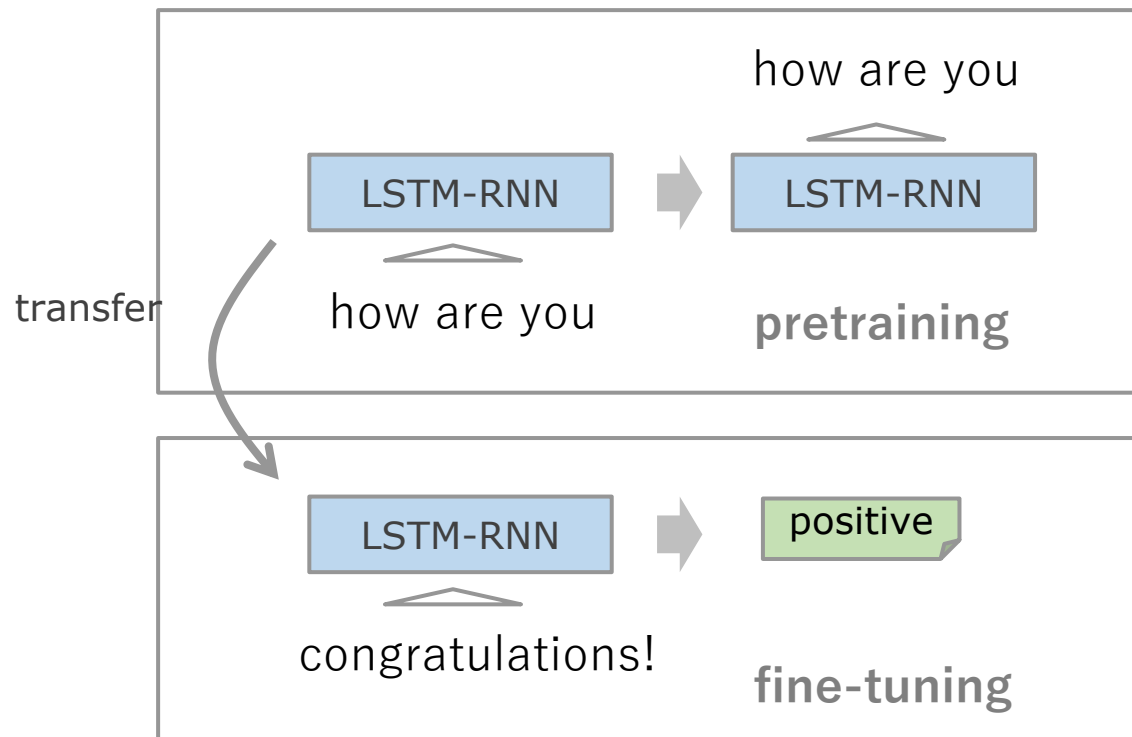 how are you
LSTM-RNN
LSTM-RNN
transfer
how are you
pretraining
LSTM-RNN
positive
congratulations!
fine-tuning